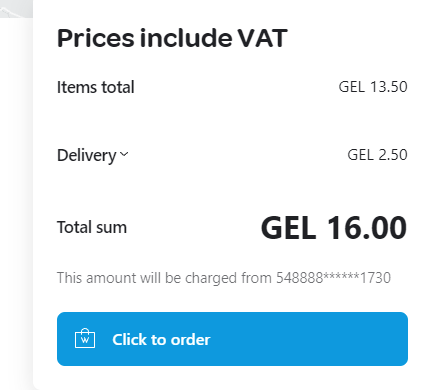 Prices include VAT
Items total GEL 13.50
Delivery GEL 2.50
Total sum GEL 16.00
This amount will be charged from 548888******1730
W Click to order